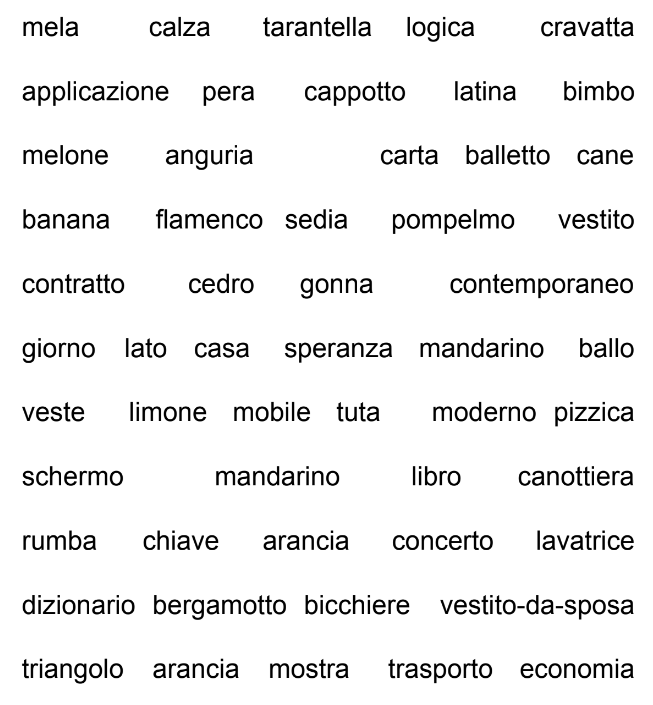 mela calza tarantella logica cravatta
applicazione pera cappotto latina bimbo
melone anguria carta balletto cane
banana flamenco sedia pompelmo vestito
contratto cedro gonna contemporaneo
giorno lato casa speranza mandarino ballo
veste limone mobile tuta moderno pizzica
schermo mandarino libro canottiera
rumba chiave arancia concerto lavatrice
dizionario bergamotto bicchiere vestito-da-sposa
triangolo arancia mostra trasporto economia